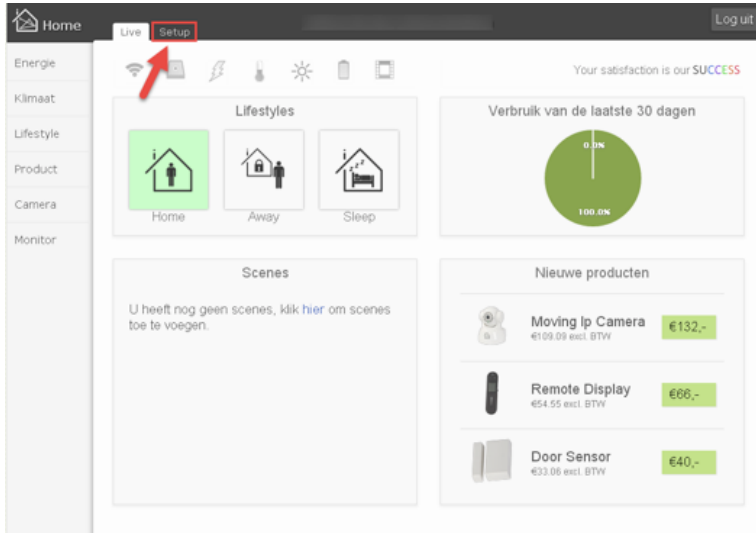 Home
Live
Setup
Log uit
Energie
Klimaat
Lifestyle
Product
Camera
Monitor
Your satisfaction is our SUCCESS
Lifestyles
Home
Away
Sleep
Verbruik van de laatste 30 dagen
0.0%
100.0%
Scenes
U heeft nog geen scenes, klik hier om scenes
toe te voegen.
Nieuwe producten
Moving Ip Camera
€109.09 excl. BTW
€132,-
Remote Display
€54.55 excl. BTW
€66,-
Door Sensor
€33.06 excl. BTW
€40,-